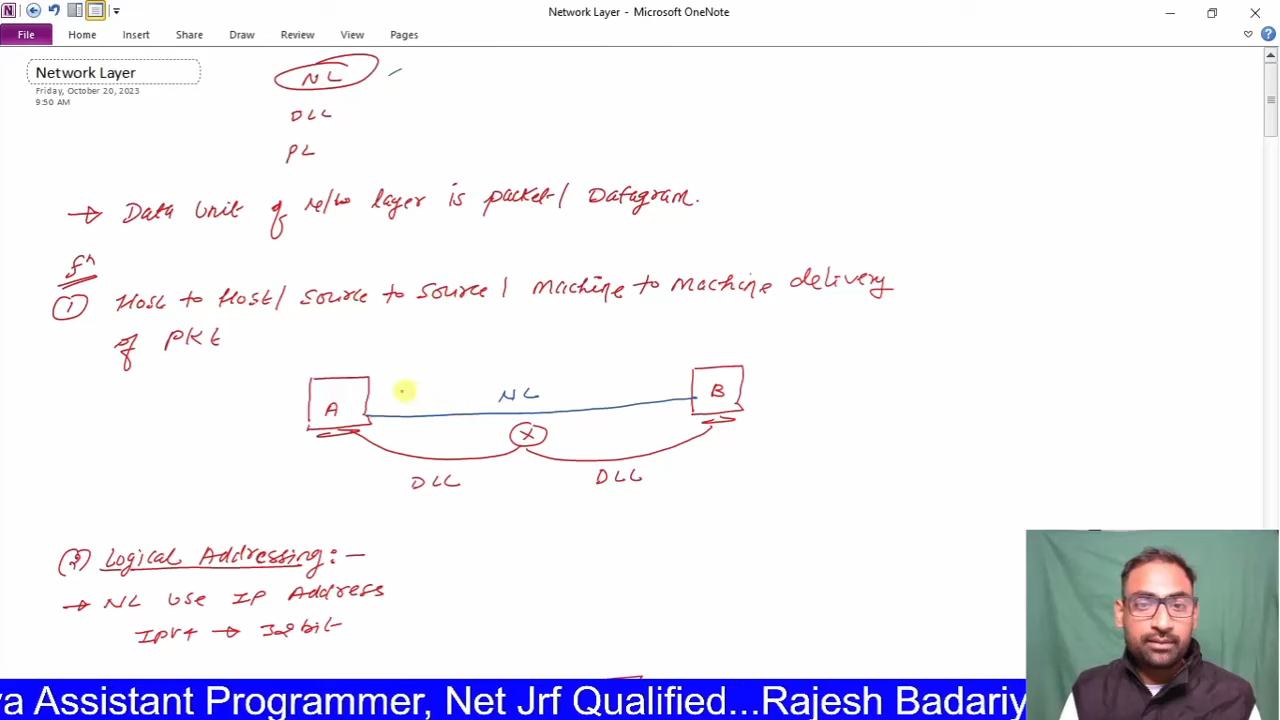 Network Layer - Microsoft OneNote
File Home Insert Share Draw Review View Pages
Network Layer
Friday, October 20, 2023
9:50 AM
NL
DLL
PL
→ Data Unit of n/w layer is packet / Datagram.
fn
① Host to Host / Source to Source / Machine to Machine delivery
of PKt
A NL B
X
DLL DLL
(2) Logical Addressing: -
→ NL Use IP Address
IPv4 → 32 bit
va Assistant Programmer, Net Jrf Qualified...Rajesh Badariy